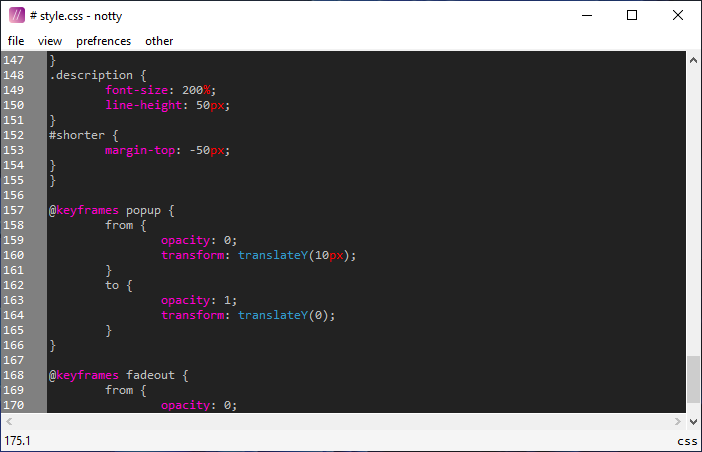 # style.css - notty
file view prefrences other
147 }
148 .description {
149 font-size: 200%;
150 line-height: 50px;
151 }
152 #shorter {
153 margin-top: -50px;
154 }
155 }
156
157 @keyframes popup {
158 from {
159 opacity: 0;
160 transform: translateY(10px);
161 }
162 to {
163 opacity: 1;
164 transform: translateY(0);
165 }
166 }
167
168 @keyframes fadeout {
169 from {
170 opacity: 0;
175.1 css